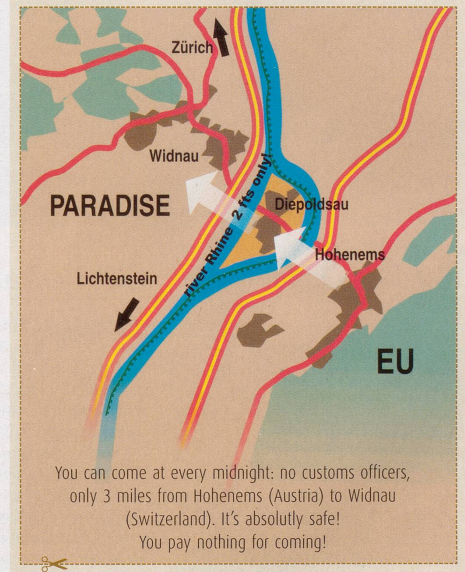 Zürich
Widnau
PARADISE
river Rhine 2 fts only!
Diepoldsau
Hohenems
Lichtenstein
EU
You can come at every midnight: no customs officers,
only 3 miles from Hohenems (Austria) to Widnau
(Switzerland). It's absolutly safe!
You pay nothing for coming!